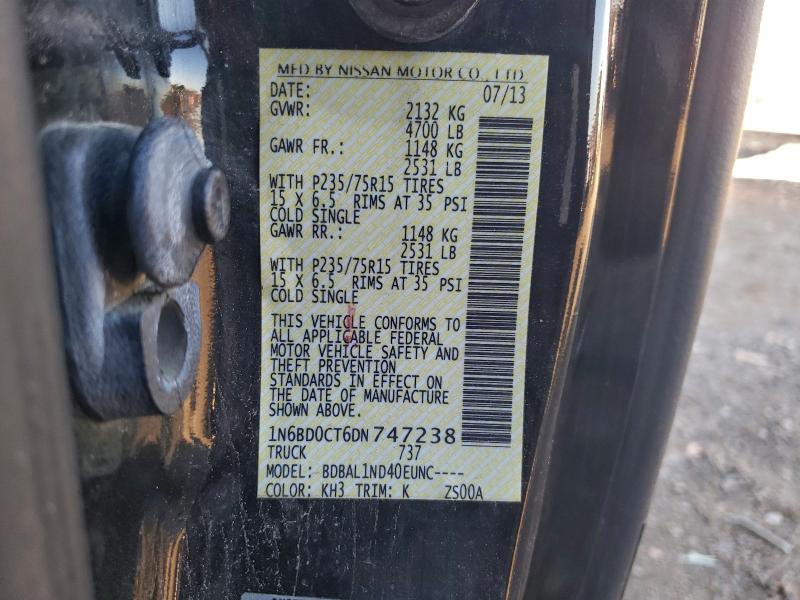 MFD BY NISSAN MOTOR CO., LTD
DATE: 07/13
GVWR: 2132 KG
4700 LB
GAWR FR.: 1148 KG
2531 LB
WITH P235/75R15 TIRES
15 X 6.5 RIMS AT 35 PSI
COLD SINGLE
GAWR RR.: 1148 KG
2531 LB
WITH P235/75R15 TIRES
15 X 6.5 RIMS AT 35 PSI
COLD SINGLE
THIS VEHICLE CONFORMS TO
ALL APPLICABLE FEDERAL
MOTOR VEHICLE SAFETY AND
THEFT PREVENTION
STANDARDS IN EFFECT ON
THE DATE OF MANUFACTURE
SHOWN ABOVE.
1N6BD0CT6DN747238
TRUCK 737
MODEL: BDBAL1ND40EUNC----
COLOR: KH3 TRIM: K ZS00A